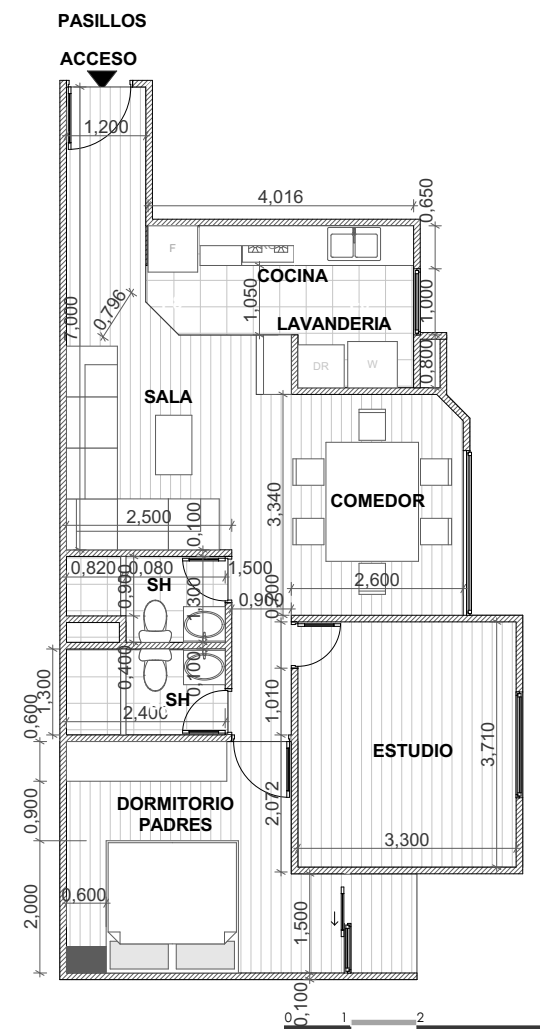 PASILLOS
ACCESO
1,200
4,016
0,650
F
COCINA
1,050
1,000
0,796
7,000
LAVANDERIA
0,800
DR
W
SALA
3,340
COMEDOR
2,500
0,100
2,600
0,820
0,080
1,500
0,900
SH
1,300
0,900
0,400
0,100
1,300
SH
2,400
1,010
0,600
ESTUDIO
3,710
DORMITORIO
PADRES
2,072
0,900
3,300
0,600
2,000
1,500
0,100
0 1 2